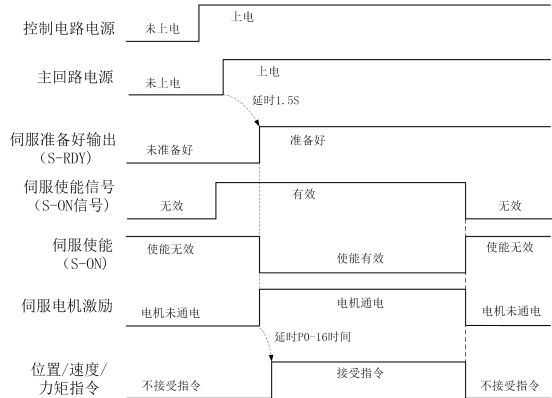 控制电路电源
未上电
上电
主回路电源
未上电
上电
延时1.5S
伺服准备好输出
(S-RDY)
未准备好
准备好
伺服使能信号
(S-ON信号)
无效
有效
无效
伺服使能
(S-ON)
使能无效
使能有效
使能无效
伺服电机激励
电机未通电
电机通电
电机未通电
延时P0-16时间
位置/速度/
力矩指令
不接受指令
接受指令
不接受指令